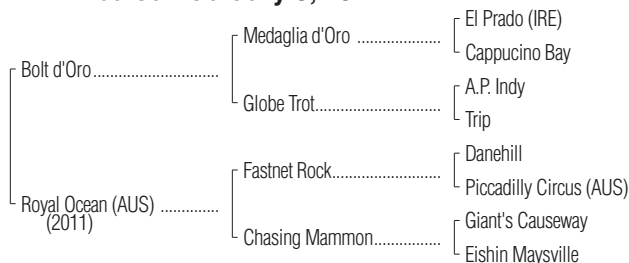 El Prado (IRE)
Medaglia d'Oro
Cappucino Bay
Bolt d'Oro
A.P. Indy
Globe Trot
Trip
Danehill
Fastnet Rock
Piccadilly Circus (AUS)
Royal Ocean (AUS)
(2011)
Giant's Causeway
Chasing Mammon
Eishin Maysville